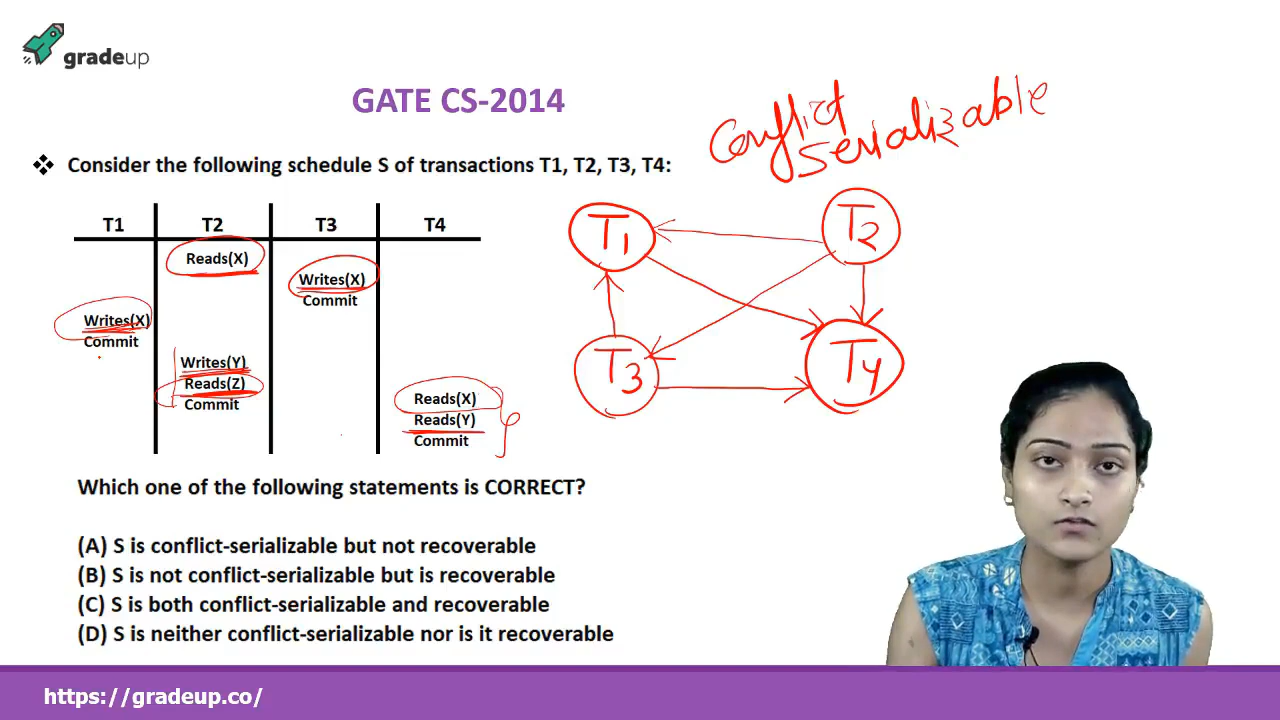 gradeup
GATE CS-2014
Conflict
Serializable
❖ Consider the following schedule S of transactions T1, T2, T3, T4:
T1 T2 T3 T4
Reads(X)
Writes(X)
Commit
Writes(X)
Commit
Writes(Y)
Reads(Z)
Commit
Reads(X)
Reads(Y)
Commit
T1 T2
T3 T4
Which one of the following statements is CORRECT?
(A) S is conflict-serializable but not recoverable
(B) S is not conflict-serializable but is recoverable
(C) S is both conflict-serializable and recoverable
(D) S is neither conflict-serializable nor is it recoverable
https://gradeup.co/